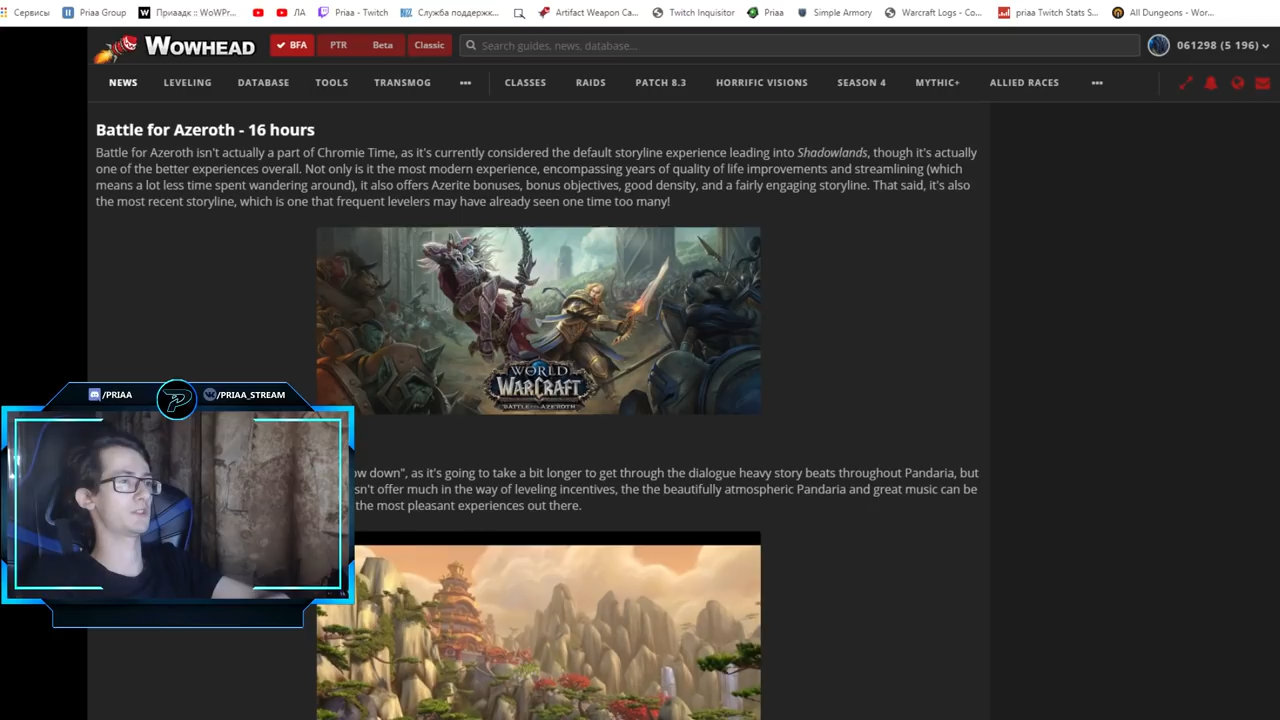 Сервисы Priaa Group Приаадк :: WoWPr... ЛА Priaa - Twitch Служба поддержк... Artifact Weapon Ca... Twitch Inquisitor Priaa Simple Armory Warcraft Logs - Co... priaa Twitch Stats S... All Dungeons - Wor...
WOWHEAD BFA PTR Beta Classic Search guides, news, database... 061298 (5 196)
NEWS LEVELING DATABASE TOOLS TRANSMOG ••• CLASSES RAIDS PATCH 8.3 HORRIFIC VISIONS SEASON 4 MYTHIC+ ALLIED RACES •••
Battle for Azeroth - 16 hours
Battle for Azeroth isn't actually a part of Chromie Time, as it's currently considered the default storyline experience leading into Shadowlands, though it's actually
one of the better experiences overall. Not only is it the most modern experience, encompassing years of quality of life improvements and streamlining (which
means a lot less time spent wandering around), it also offers Azerite bonuses, bonus objectives, good density, and a fairly engaging storyline. That said, it's also
the most recent storyline, which is one that frequent levelers may have already seen one time too many!
WORLD
WARCRAFT
BATTLE FOR AZEROTH
/PRIAA /PRIAA_STREAM
ow down", as it's going to take a bit longer to get through the dialogue heavy story beats throughout Pandaria, but
sn't offer much in the way of leveling incentives, the the beautifully atmospheric Pandaria and great music can be
the most pleasant experiences out there.